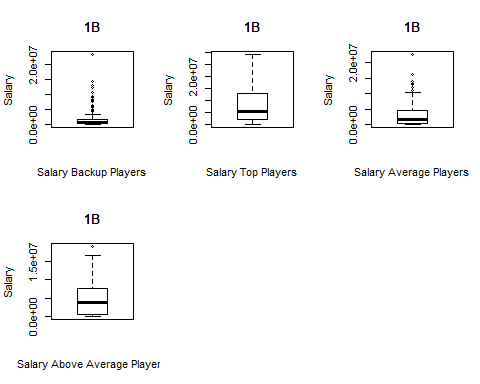 1B
1B
1B
Salary
0.0e+00 2.0e+07
Salary
0.0e+00 2.0e+07
Salary
0.0e+00 2.0e+07
Salary Backup Players
Salary Top Players
Salary Average Players
1B
Salary
0.0e+00 1.5e+07
Salary Above Average Player